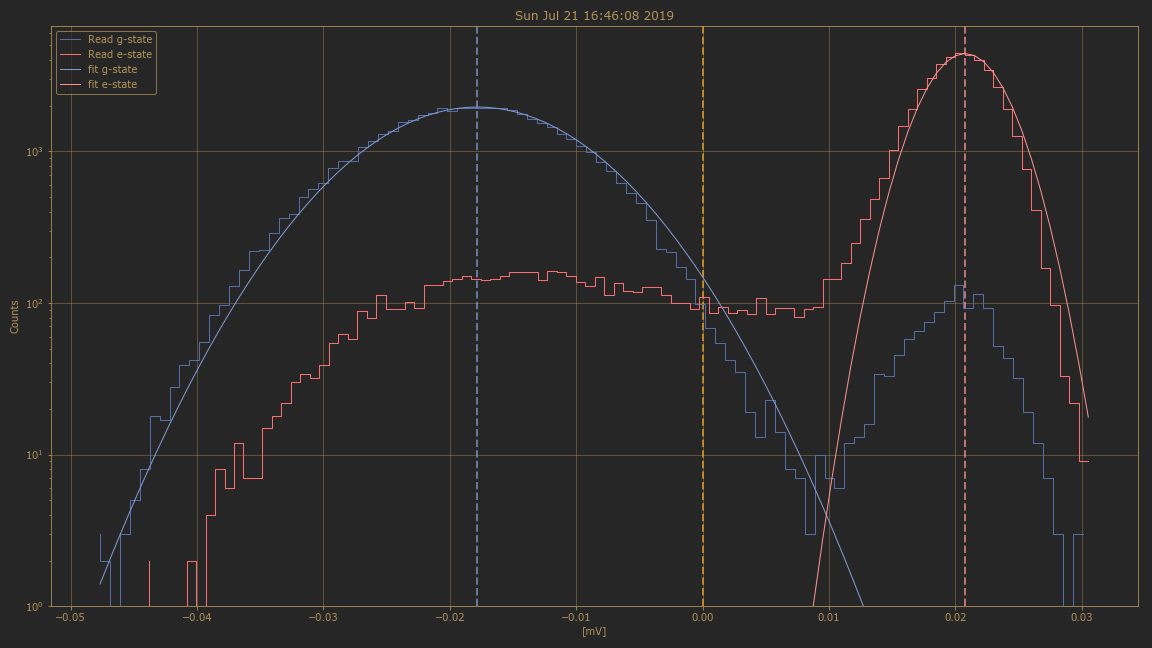 Sun Jul 21 16:46:08 2019
Read g-state
Read e-state
fit g-state
fit e-state
Counts
10³
10²
10¹
10⁰
−0.05 −0.04 −0.03 −0.02 −0.01 0.00 0.01 0.02 0.03
[mV]